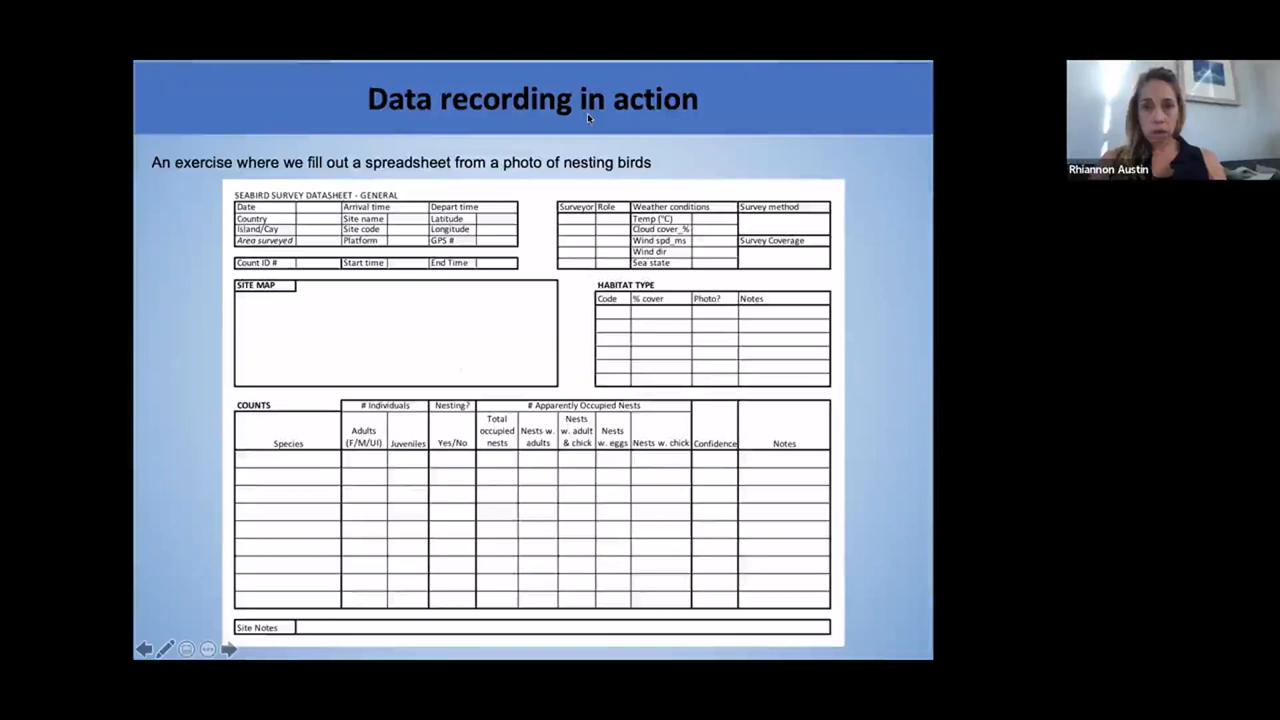 Data recording in action
An exercise where we fill out a spreadsheet from a photo of nesting birds
SEABIRD SURVEY DATASHEET - GENERAL
Date Arrival time Depart time
Country Site name Latitude
Island/Cay Site code Longitude
Area surveyed Platform GPS #
Count ID # Start time End Time
Surveyor Role Weather conditions Survey method
Temp (°C)
Cloud cover_%
Wind spd_ms Survey Coverage
Wind dir
Sea state
SITE MAP
HABITAT TYPE
Code % cover Photo? Notes
COUNTS # Individuals Nesting? # Apparently Occupied Nests
Species
Adults
(F/M/UI)
Juveniles
Yes/No
Total
occupied
nests
Nests w.
adults
Nests
w. adult
& chick
Nests
w. eggs
Nests w. chick
Confidence
Notes
Site Notes
Rhiannon Austin